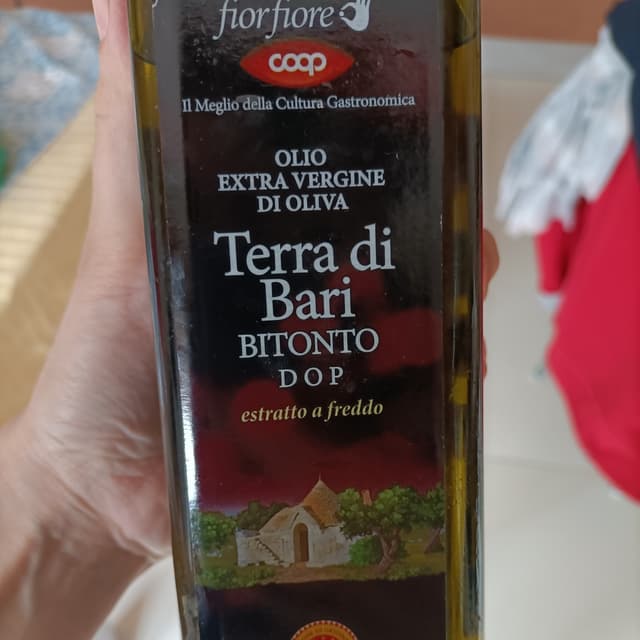 fiorfiore
coop
Il Meglio della Cultura Gastronomica
OLIO
EXTRA VERGINE
DI OLIVA
Terra di
Bari
BITONTO
DOP
estratto a freddo